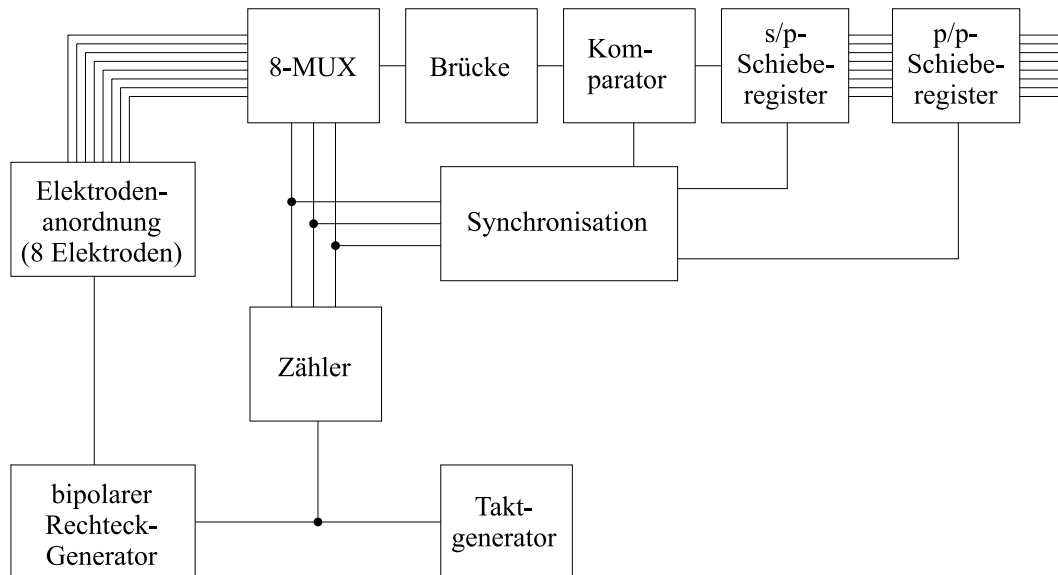 8-MUX
Brücke
Kom-
parator
s/p-
Schiebe-
register
p/p-
Schiebe-
register
Elektroden-
anordnung
(8 Elektroden)
Synchronisation
Zähler
bipolarer
Rechteck-
Generator
Takt-
generator